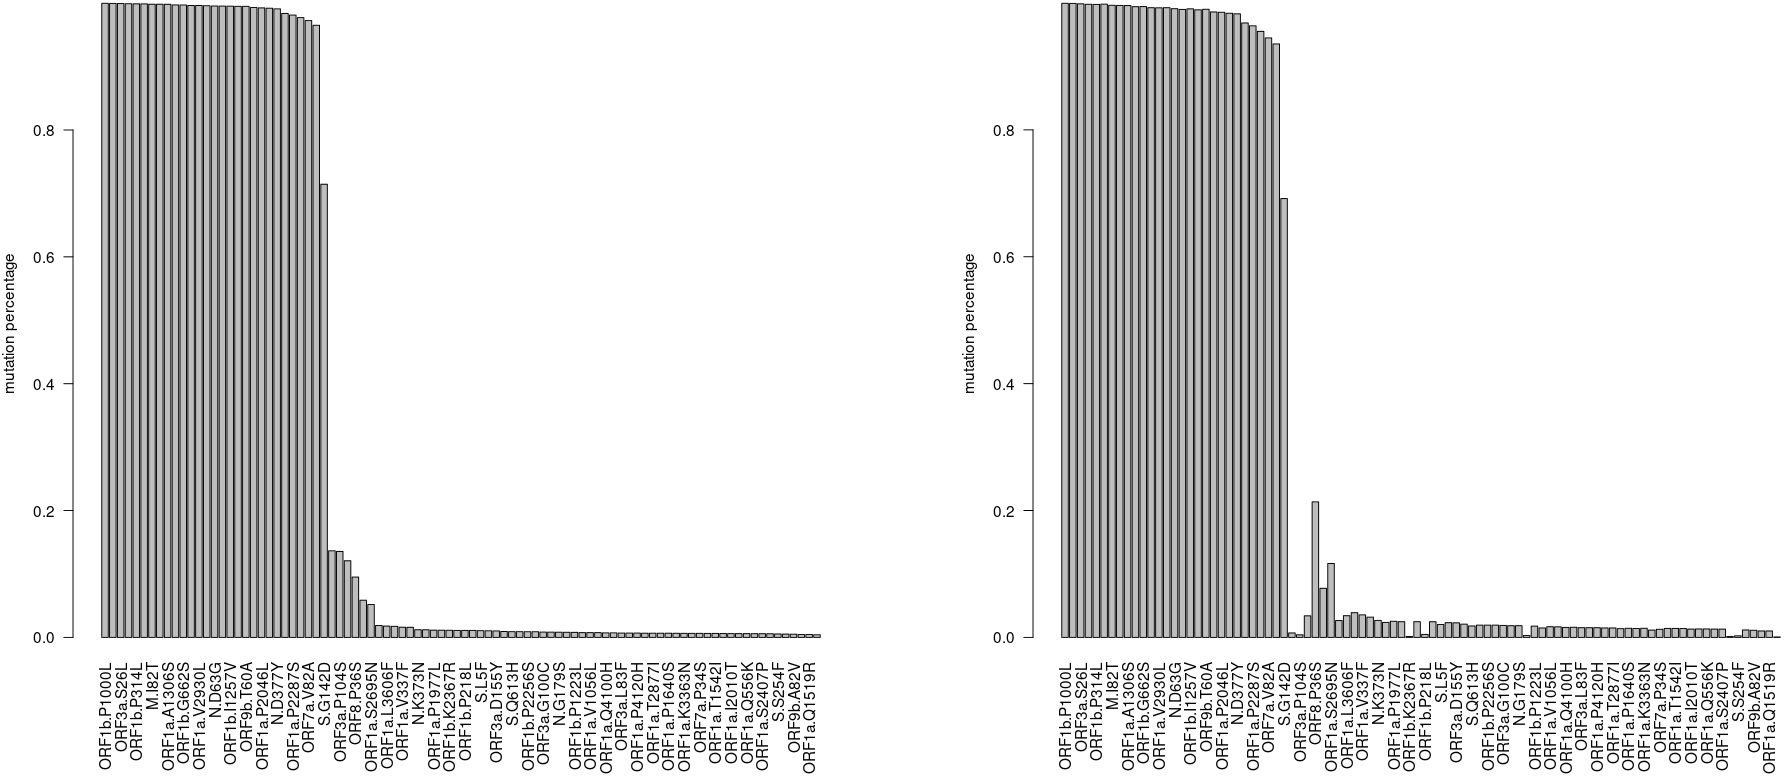 mutation percentage
0.8
0.6
0.4
0.2
0.0
ORF1b.P1000L
ORF3a.S26L
ORF1b.P314L
M.I82T
ORF1a.A1306S
ORF1b.G662S
ORF1a.V2930L
N.D63G
ORF1b.I1257V
ORF9b.T60A
ORF1a.P2046L
N.D377Y
ORF1a.P2287S
ORF7a.V82A
S.G142D
ORF3a.P104S
ORF8.P36S
ORF1a.S2695N
ORF1a.L3606F
ORF1a.V337F
N.K373N
ORF1a.P1977L
ORF1b.K2367R
ORF1b.P218L
S.L5F
ORF3a.D155Y
S.Q613H
ORF1b.P2256S
ORF3a.G100C
N.G179S
ORF1b.P1223L
ORF1a.V1056L
ORF1a.Q4100H
ORF3a.L83F
ORF1a.P4120H
ORF1a.T2877I
ORF1a.P1640S
ORF1a.K3363N
ORF7a.P34S
ORF1a.T1542I
ORF1a.I2010T
ORF1a.Q556K
ORF1a.S2407P
S.S254F
ORF9b.A82V
ORF1a.Q1519R
mutation percentage
0.8
0.6
0.4
0.2
0.0
ORF1b.P1000L
ORF3a.S26L
ORF1b.P314L
M.I82T
ORF1a.A1306S
ORF1b.G662S
ORF1a.V2930L
N.D63G
ORF1b.I1257V
ORF9b.T60A
ORF1a.P2046L
N.D377Y
ORF1a.P2287S
ORF7a.V82A
S.G142D
ORF3a.P104S
ORF8.P36S
ORF1a.S2695N
ORF1a.L3606F
ORF1a.V337F
N.K373N
ORF1a.P1977L
ORF1b.K2367R
ORF1b.P218L
S.L5F
ORF3a.D155Y
S.Q613H
ORF1b.P2256S
ORF3a.G100C
N.G179S
ORF1b.P1223L
ORF1a.V1056L
ORF1a.Q4100H
ORF3a.L83F
ORF1a.P4120H
ORF1a.T2877I
ORF1a.P1640S
ORF1a.K3363N
ORF7a.P34S
ORF1a.T1542I
ORF1a.I2010T
ORF1a.Q556K
ORF1a.S2407P
S.S254F
ORF9b.A82V
ORF1a.Q1519R